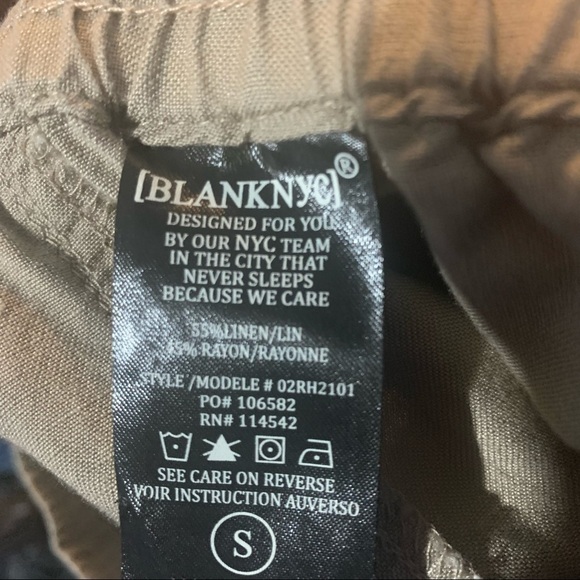 [BLANKNYC]®
DESIGNED FOR YOU
BY OUR NYC TEAM
IN THE CITY THAT
NEVER SLEEPS
BECAUSE WE CARE
55%LINEN/LIN
45% RAYON/RAYONNE
STYLE/MODELE # 02RH2101
PO# 106582
RN# 114542
SEE CARE ON REVERSE
VOIR INSTRUCTION AUVERSO
S